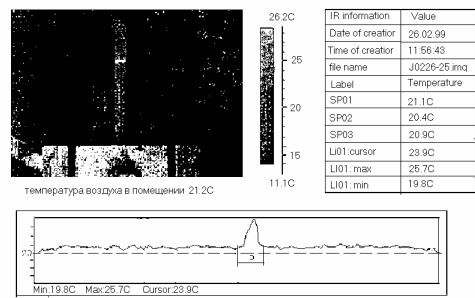 26.2C
25
20
15
11.1C
температура воздуха в помещении 21.2C
IR information Value
Date of creatior 26.02.99
Time of creatior 11:56:43
file name J0226-25.img
Label Temperature
SP01 21.1C
SP02 20.4C
SP03 20.9C
Li01:cursor 23.9C
LI01: max 25.7C
LI01: min 19.8C
Min:19.8C Max:25.7C Cursor:23.9C